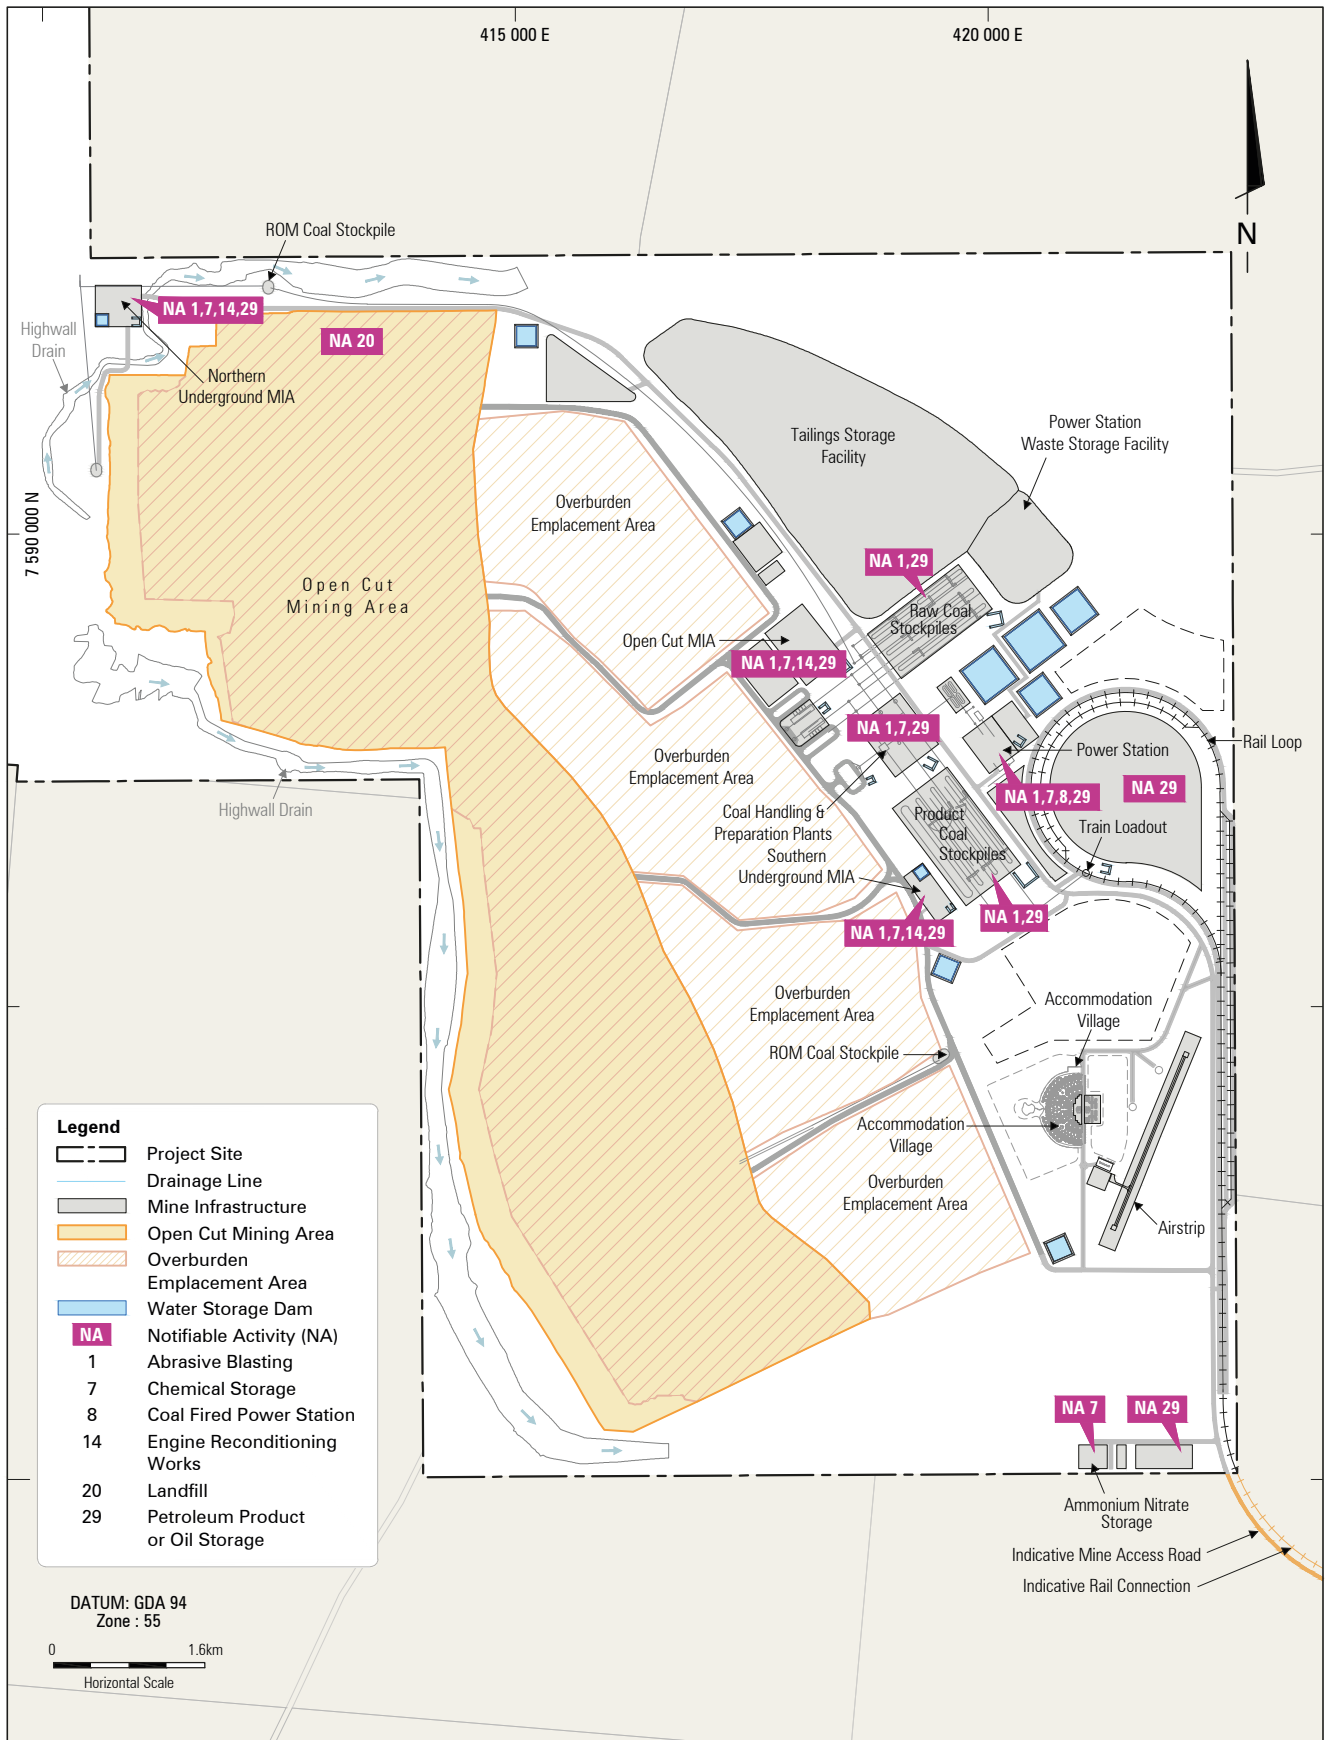 415 000 E
420 000 E
N
ROM Coal Stockpile
NA 1,7,14,29
Highwall
Drain
NA 20
Northern
Underground MIA
Tailings Storage
Facility
Power Station
Waste Storage Facility
7 590 000 N
Overburden
Emplacement Area
NA 1,29
Open Cut
Mining Area
Raw Coal
Stockpiles
Open Cut MIA
NA 1,7,14,29
NA 1,7,29
Rail Loop
Power Station
Overburden
Emplacement Area
NA 29
NA 1,7,8,29
Highwall Drain
Coal Handling &
Preparation Plants
Product
Coal
Stockpiles
Train Loadout
Southern
Underground MIA
NA 1,29
NA 1,7,14,29
Overburden
Emplacement Area
Accommodation
Village
ROM Coal Stockpile
Accommodation
Village
Overburden
Emplacement Area
Airstrip
Legend
Project Site
Drainage Line
Mine Infrastructure
Open Cut Mining Area
Overburden
Emplacement Area
Water Storage Dam
NA Notifiable Activity (NA)
1 Abrasive Blasting
7 Chemical Storage
8 Coal Fired Power Station
14 Engine Reconditioning
Works
20 Landfill
29 Petroleum Product
or Oil Storage
NA 7
NA 29
Ammonium Nitrate
Storage
Indicative Mine Access Road
Indicative Rail Connection
DATUM: GDA 94
Zone : 55
0 1.6km
Horizontal Scale